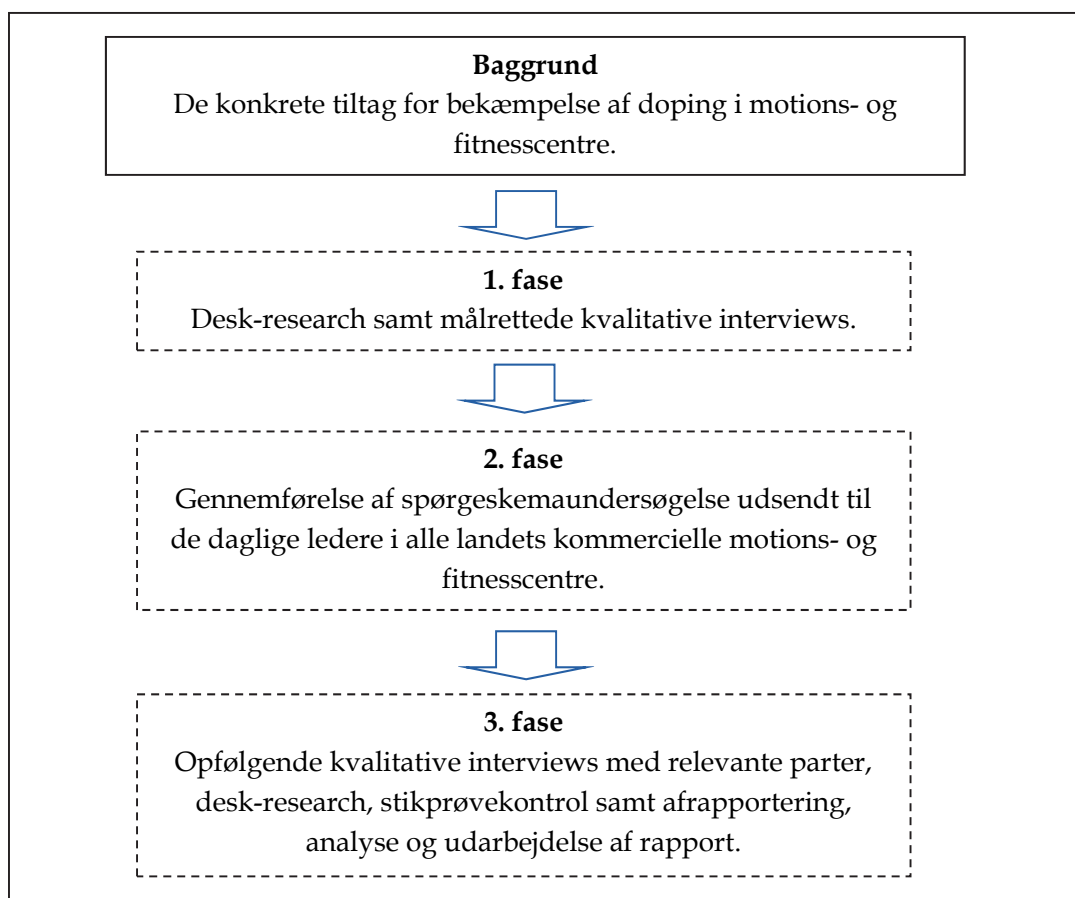 Baggrund
De konkrete tiltag for bekæmpelse af doping i motions- og
fitnesscentre.
1. fase
Desk-research samt målrettede kvalitative interviews.
2. fase
Gennemførelse af spørgeskemaundersøgelse udsendt til
de daglige ledere i alle landets kommercielle motions- og
fitnesscentre.
3. fase
Opfølgende kvalitative interviews med relevante parter,
desk-research, stikprøvekontrol samt afrapportering,
analyse og udarbejdelse af rapport.